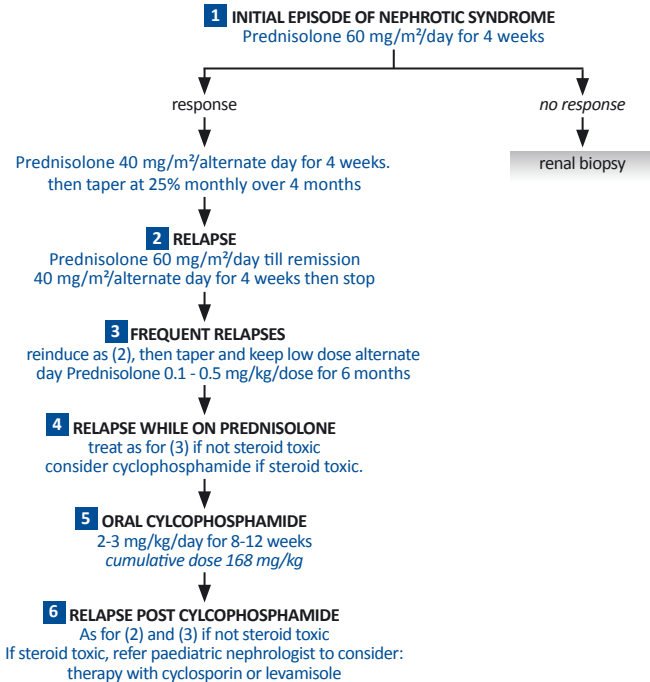 1 INITIAL EPISODE OF NEPHROTIC SYNDROME
Prednisolone 60 mg/m²/day for 4 weeks
response
no response
Prednisolone 40 mg/m²/alternate day for 4 weeks.
then taper at 25% monthly over 4 months
renal biopsy
2 RELAPSE
Prednisolone 60 mg/m²/day till remission
40 mg/m²/alternate day for 4 weeks then stop
3 FREQUENT RELAPSES
reinduce as (2), then taper and keep low dose alternate
day Prednisolone 0.1 - 0.5 mg/kg/dose for 6 months
4 RELAPSE WHILE ON PREDNISOLONE
treat as for (3) if not steroid toxic
consider cyclophosphamide if steroid toxic.
5 ORAL CYLCOPHOSPHAMIDE
2-3 mg/kg/day for 8-12 weeks
cumulative dose 168 mg/kg
6 RELAPSE POST CYLCOPHOSPHAMIDE
As for (2) and (3) if not steroid toxic
If steroid toxic, refer paediatric nephrologist to consider:
therapy with cyclosporin or levamisole